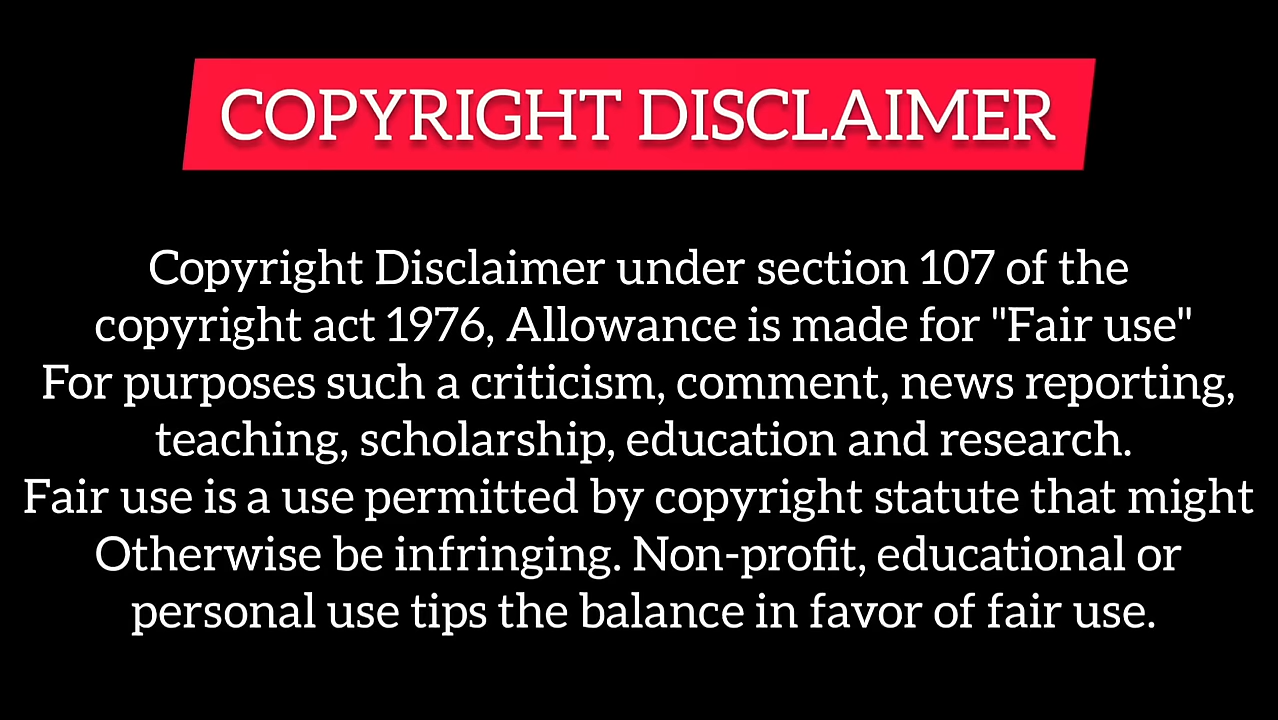 COPYRIGHT DISCLAIMER
Copyright Disclaimer under section 107 of the
copyright act 1976, Allowance is made for "Fair use"
For purposes such a criticism, comment, news reporting,
teaching, scholarship, education and research.
Fair use is a use permitted by copyright statute that might
Otherwise be infringing. Non-profit, educational or
personal use tips the balance in favor of fair use.